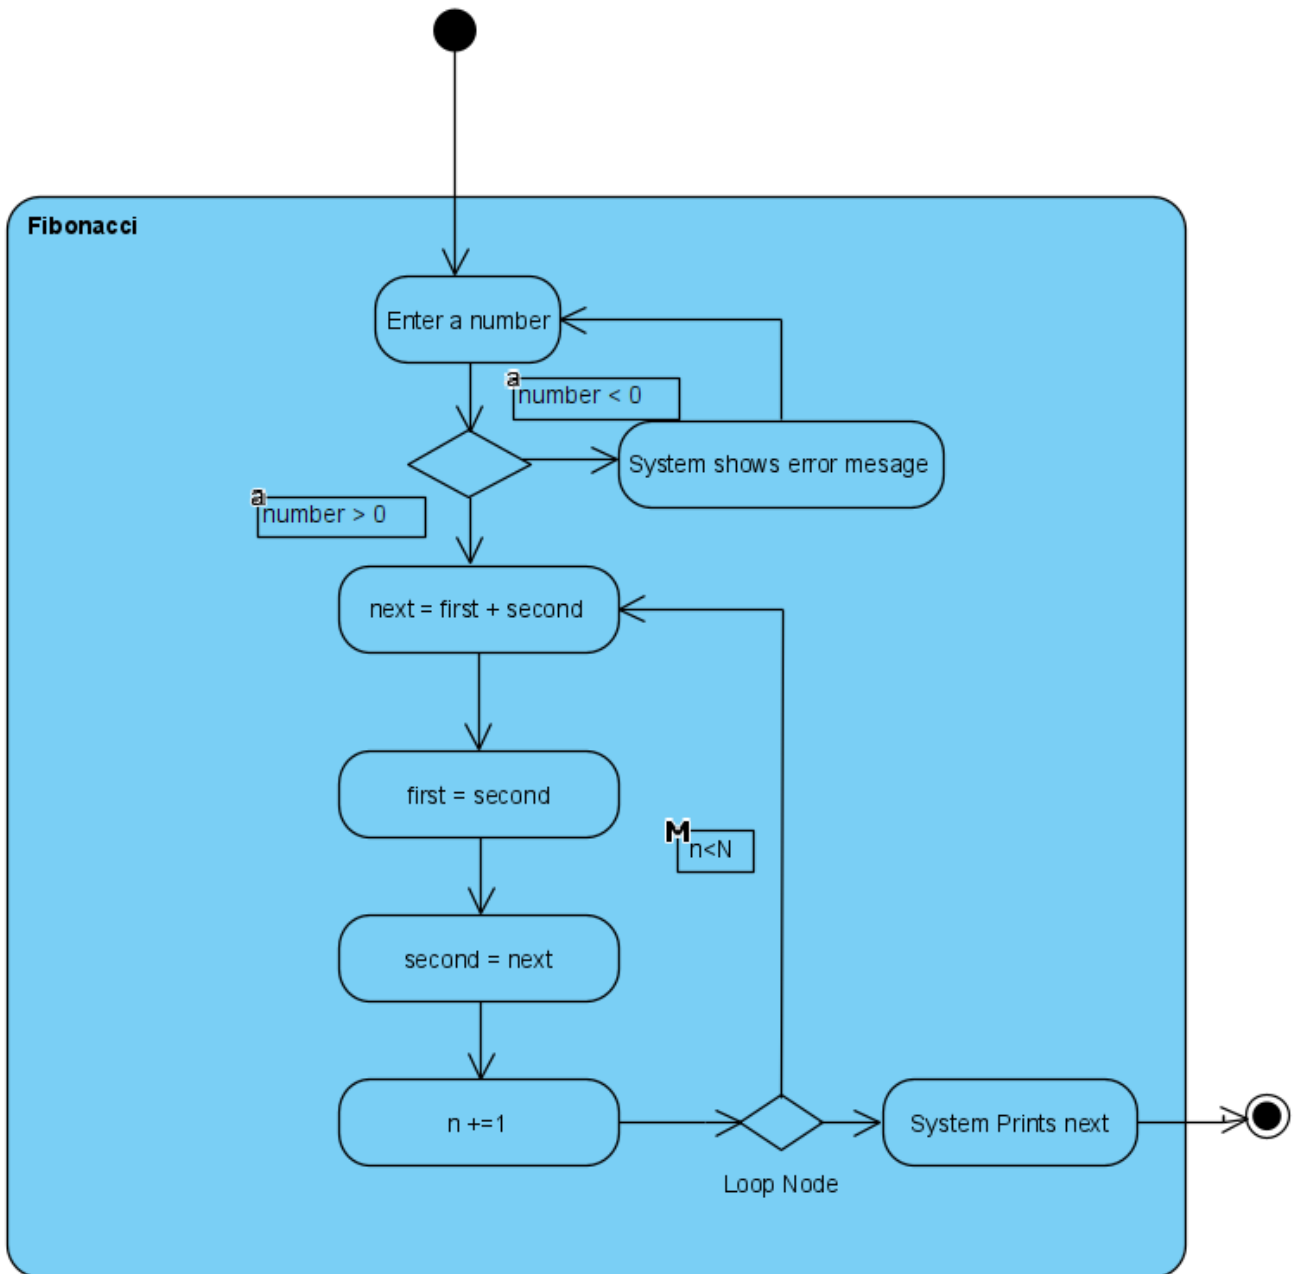 Fibonacci
Enter a number
a
number < 0
System shows error mesage
a
number > 0
next = first + second
first = second
M
n<N
second = next
n +=1
System Prints next
Loop Node